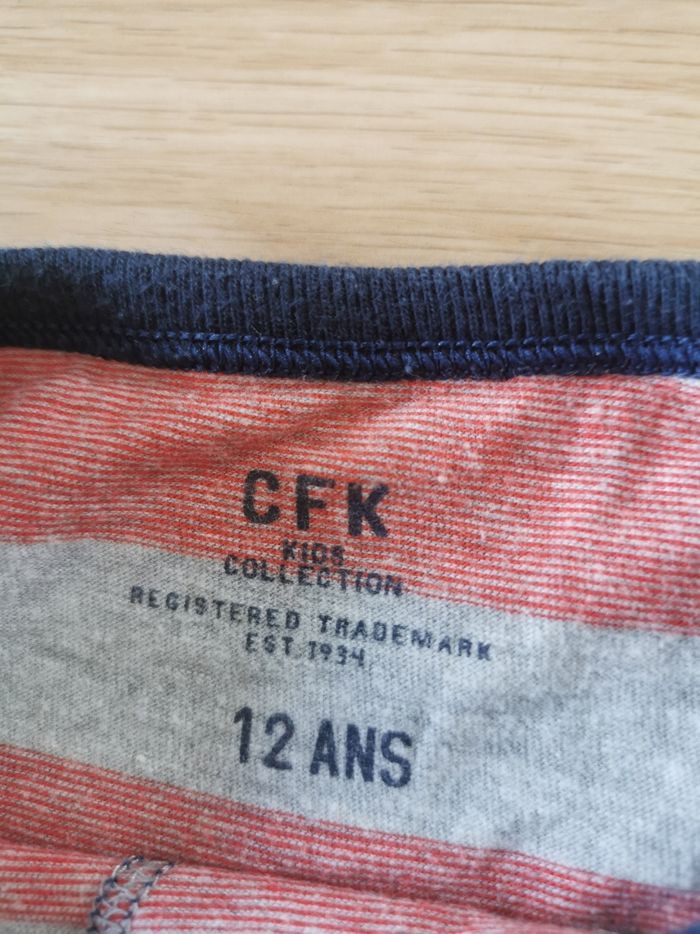 CFK
KIDS
COLLECTION
REGISTERED TRADEMARK
EST.1934
12 ANS